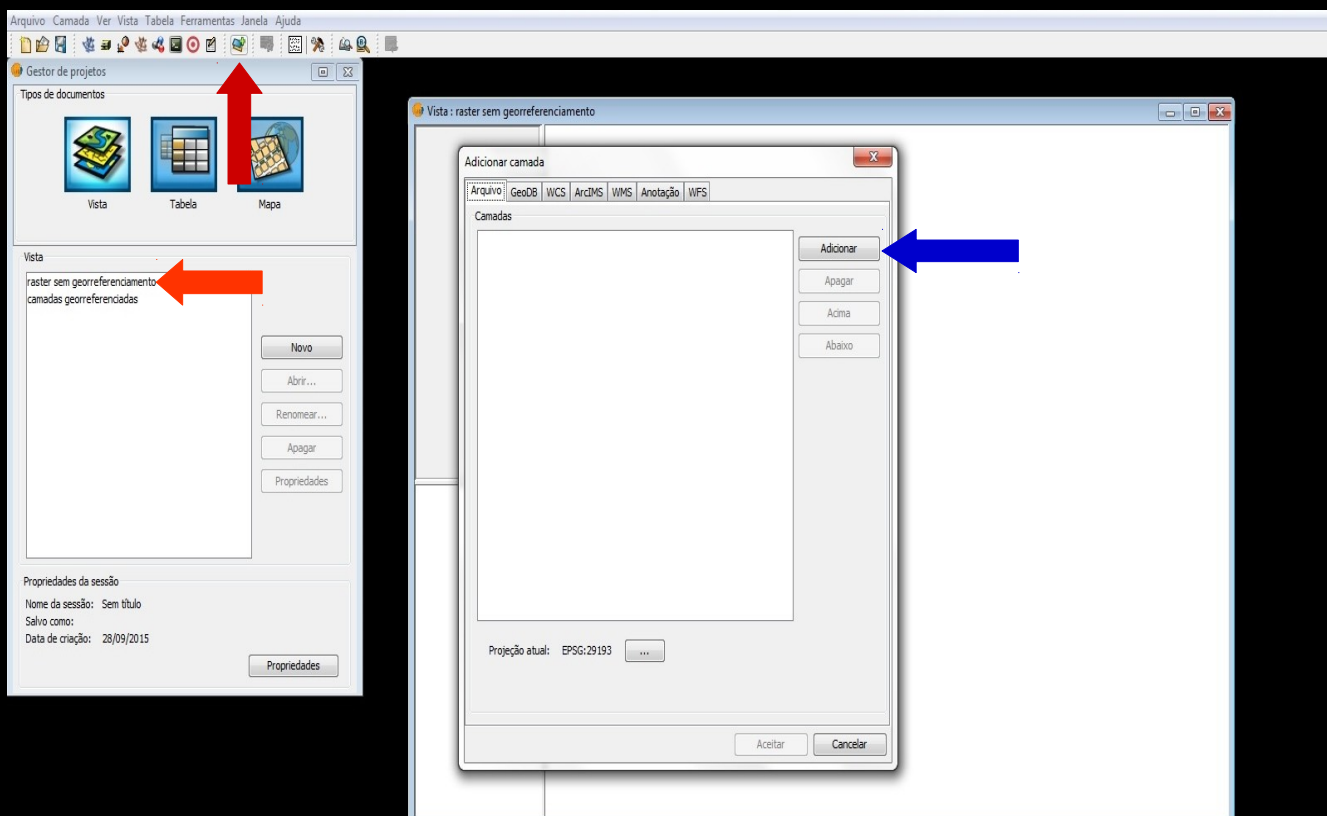 Arquivo Camada Ver Vista Tabela Ferramentas Janela Ajuda
Gestor de projetos
Tipos de documentos
Vista Tabela Mapa
Vista
raster sem georreferenciamento
camadas georreferenciadas
Novo
Abrir...
Renomear...
Apagar
Propriedades
Propriedades da sessão
Nome da sessão: Sem título
Salvo como:
Data de criação: 28/09/2015
Propriedades
Vista : raster sem georreferenciamento
Adicionar camada
Arquivo GeoDB WCS ArcIMS WMS Anotação WFS
Camadas
Adicionar
Apagar
Acima
Abaixo
Projeção atual: EPSG:29193 ...
Aceitar Cancelar